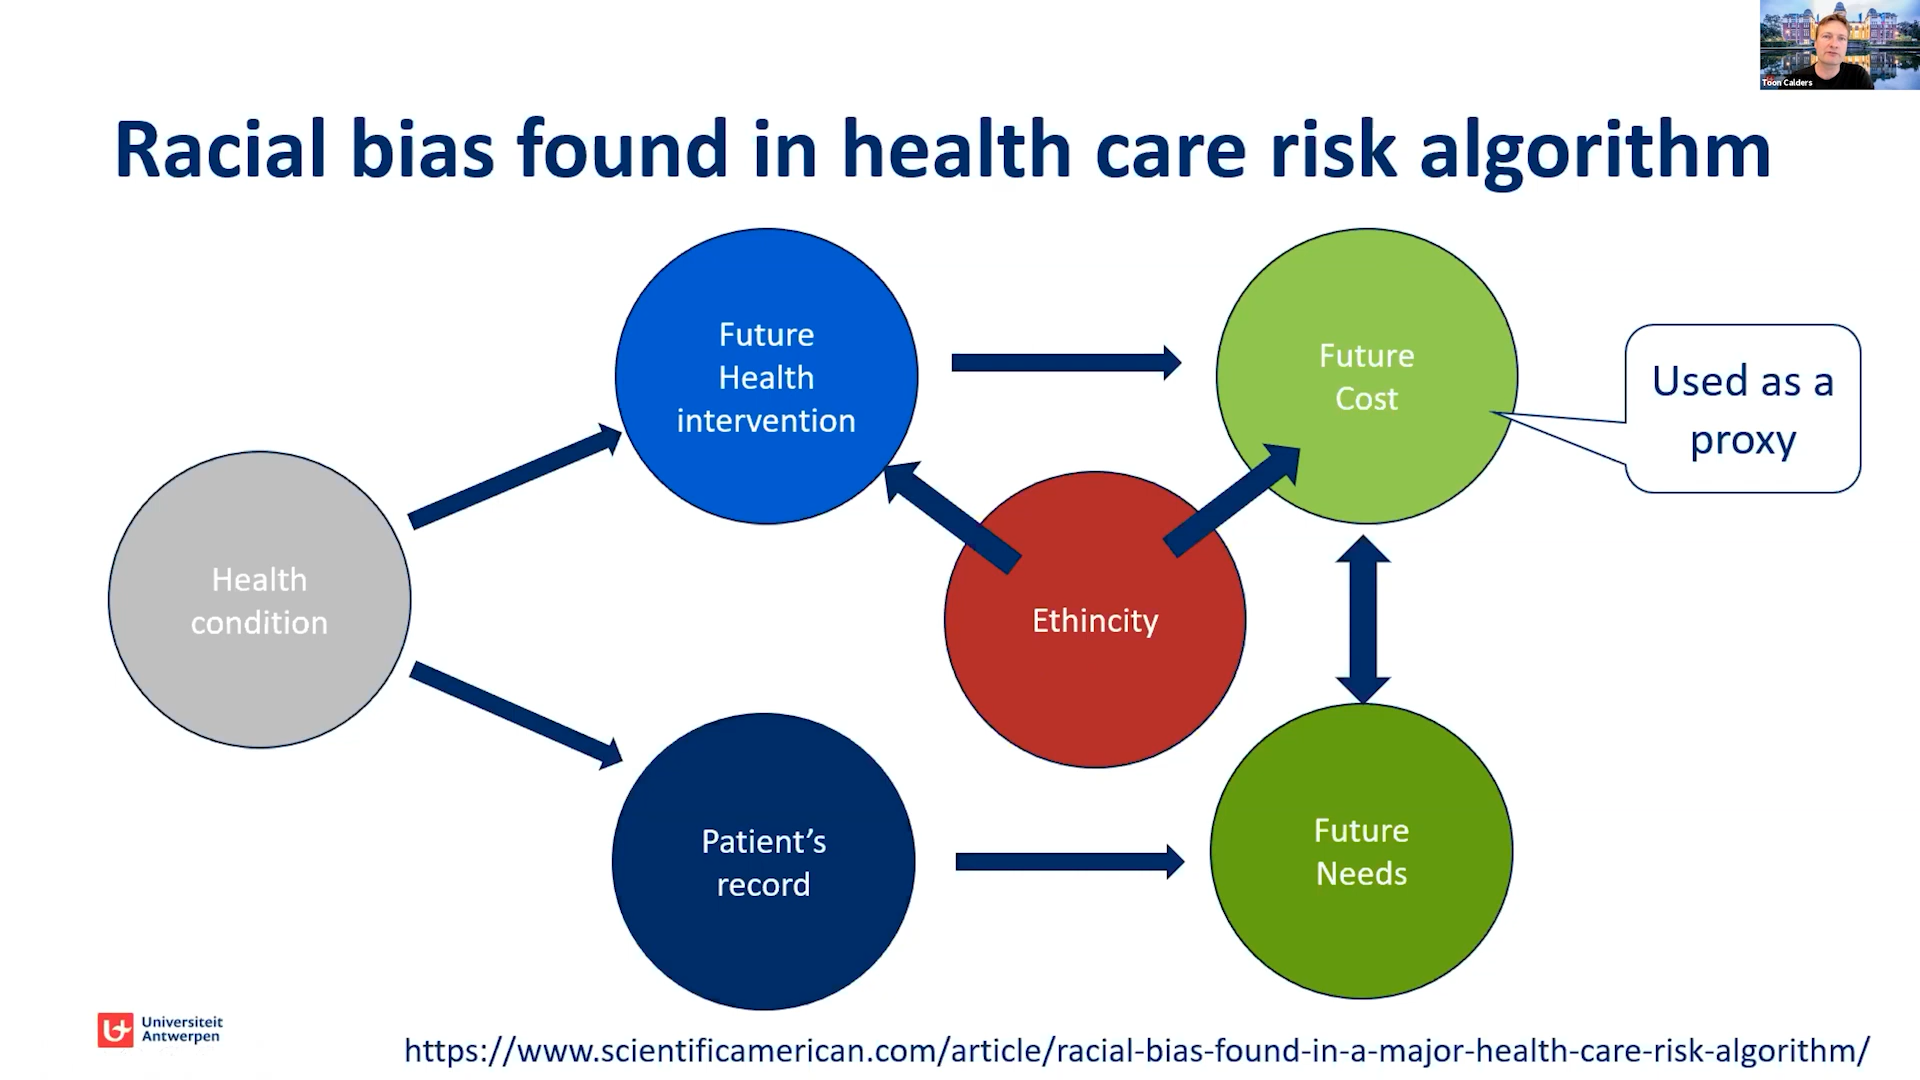 Toon Calders
Racial bias found in health care risk algorithm
Future
Health
intervention
Future
Cost
Used as a
proxy
Health
condition
Ethincity
Patient’s
record
Future
Needs
Universiteit
Antwerpen
https://www.scientificamerican.com/article/racial-bias-found-in-a-major-health-care-risk-algorithm/